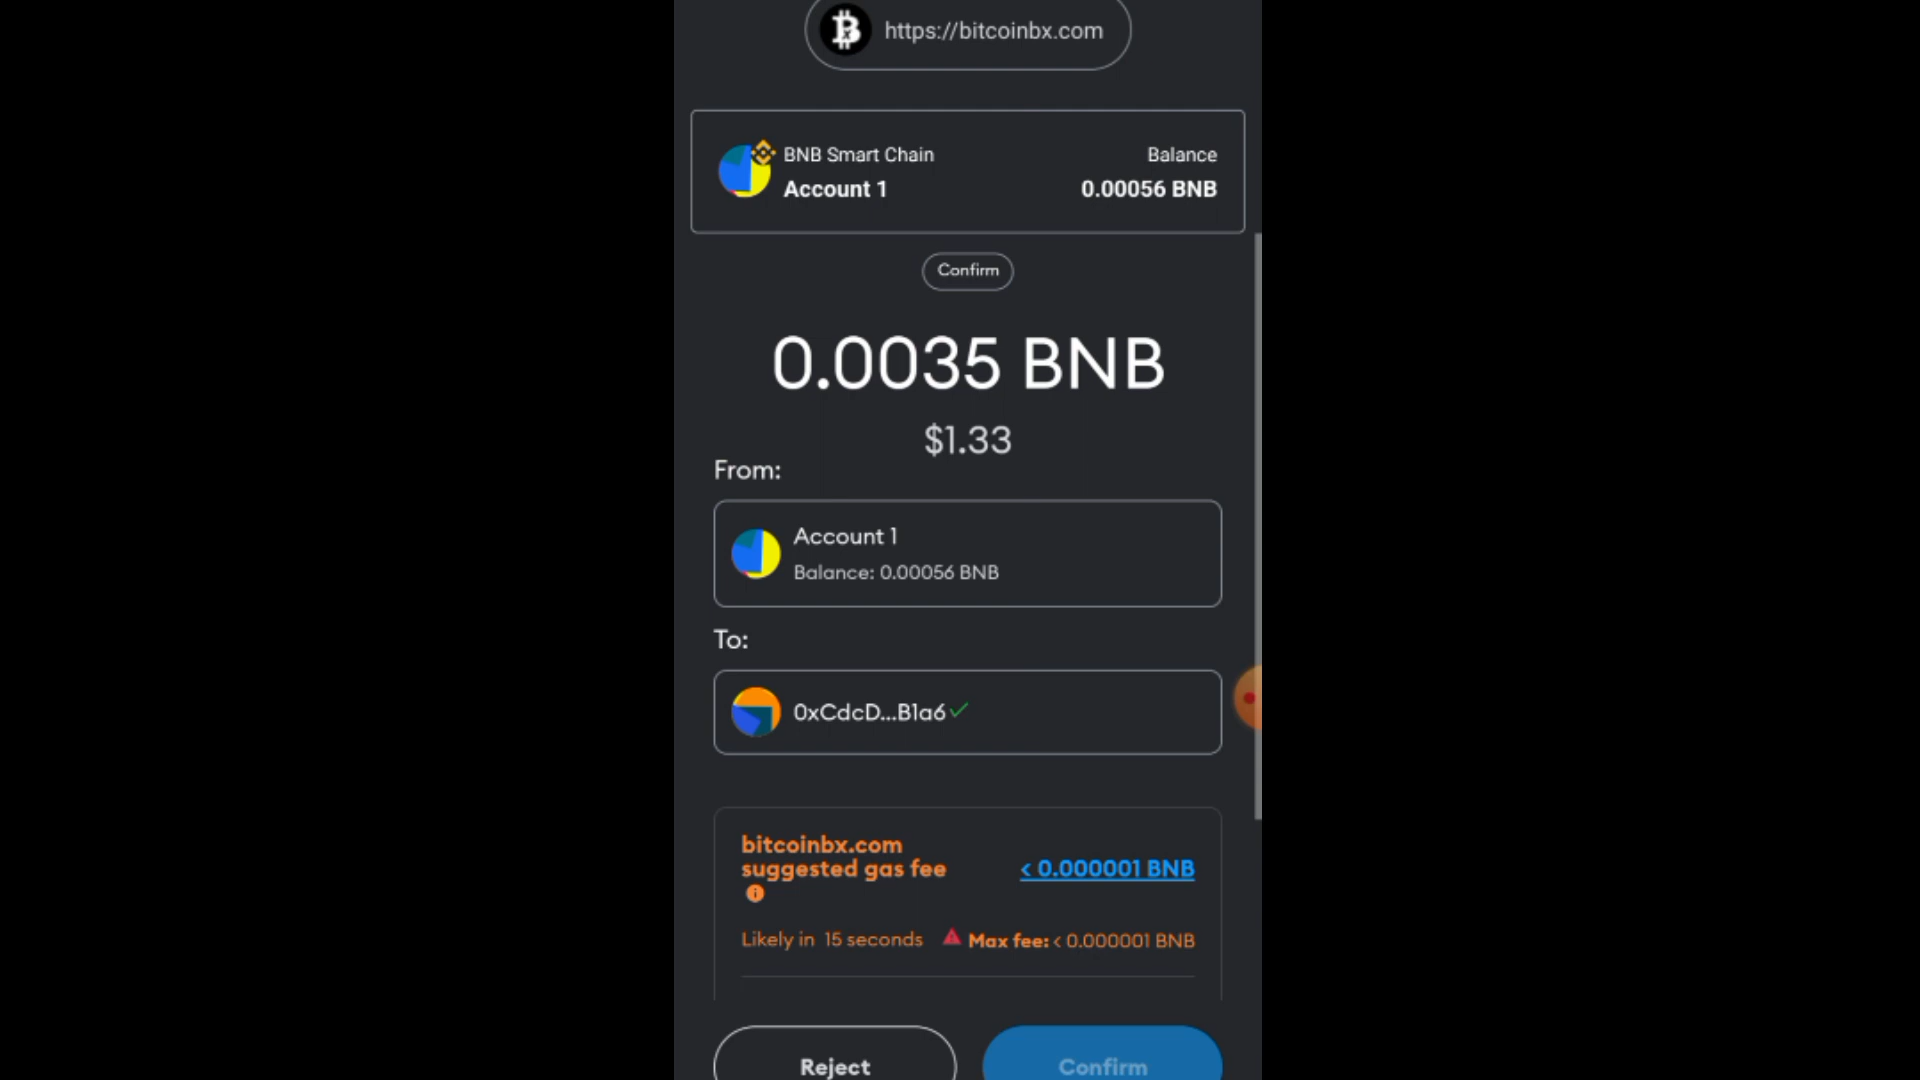 https://bitcoinbx.com
BNB Smart Chain
Balance
Account 1
0.00056 BNB
Confirm
0.0035 BNB
$1.33
From:
Account 1
Balance: 0.00056 BNB
To:
0xCdcD...B1a6
bitcoinbx.com
suggested gas fee
< 0.000001 BNB
Likely in 15 seconds
Max fee: < 0.000001 BNB
Reject
Confirm